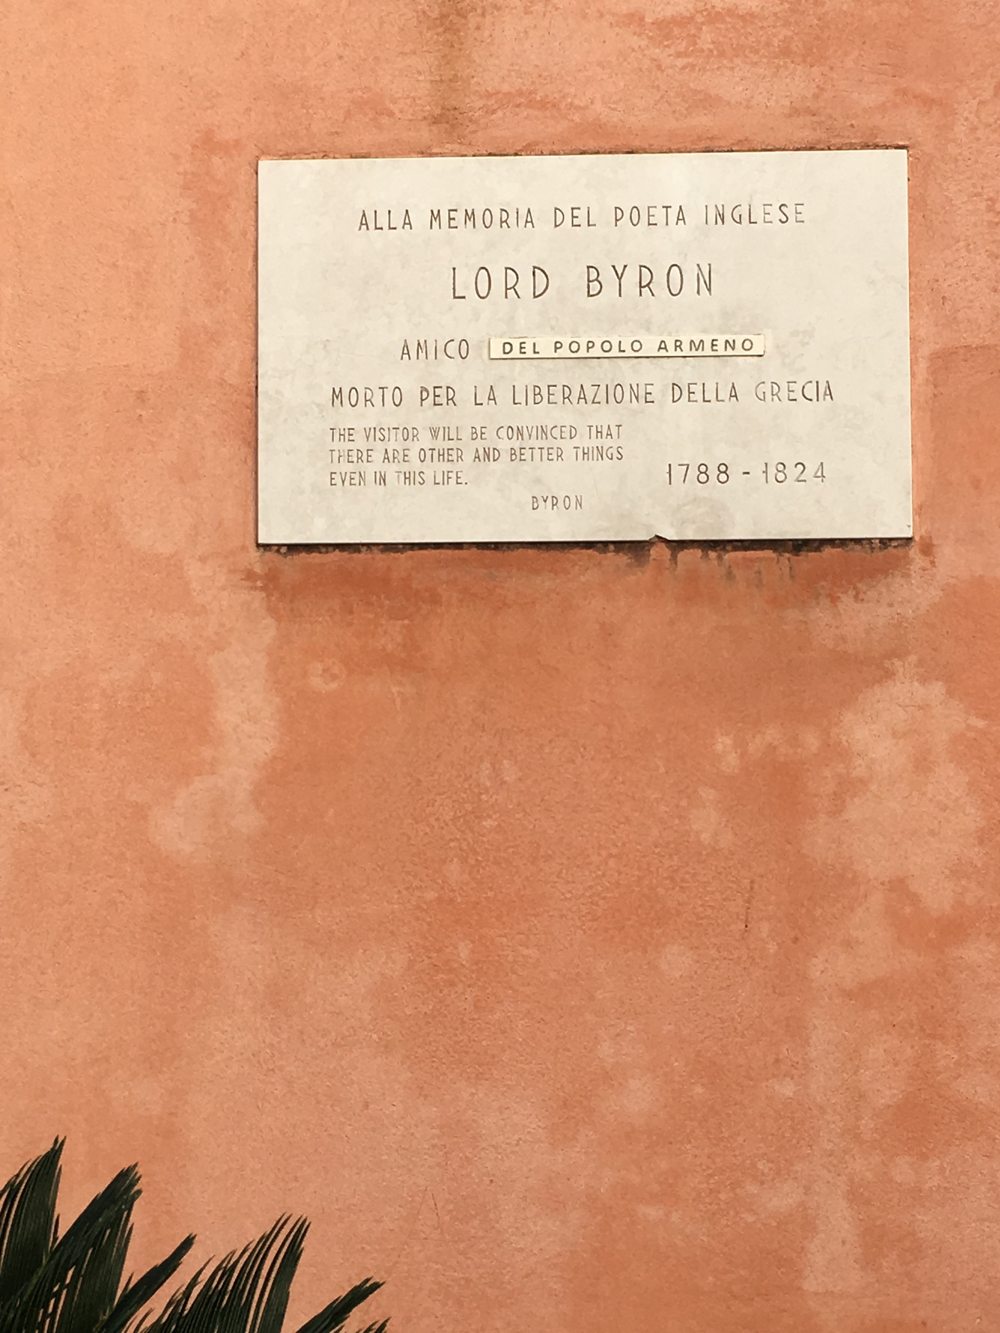 ALLA MEMORIA DEL POETA INGLESE
LORD BYRON
AMICO DEL POPOLO ARMENO
MORTO PER LA LIBERAZIONE DELLA GRECIA
THE VISITOR WILL BE CONVINCED THAT
THERE ARE OTHER AND BETTER THINGS
EVEN IN THIS LIFE.
BYRON
1788 - 1824